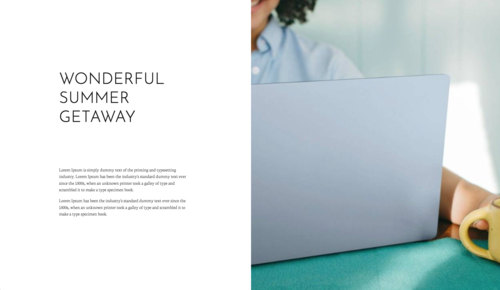 WONDERFUL
SUMMER
GETAWAY
Lorem Ipsum is simply dummy text of the printing and typesetting
industry. Lorem Ipsum has been the industry's standard dummy text ever
since the 1500s, when an unknown printer took a galley of type and
scrambled it to make a type specimen book.
Lorem Ipsum has been the industry's standard dummy text ever since the
1500s, when an unknown printer took a galley of type and scrambled it to
make a type specimen book.